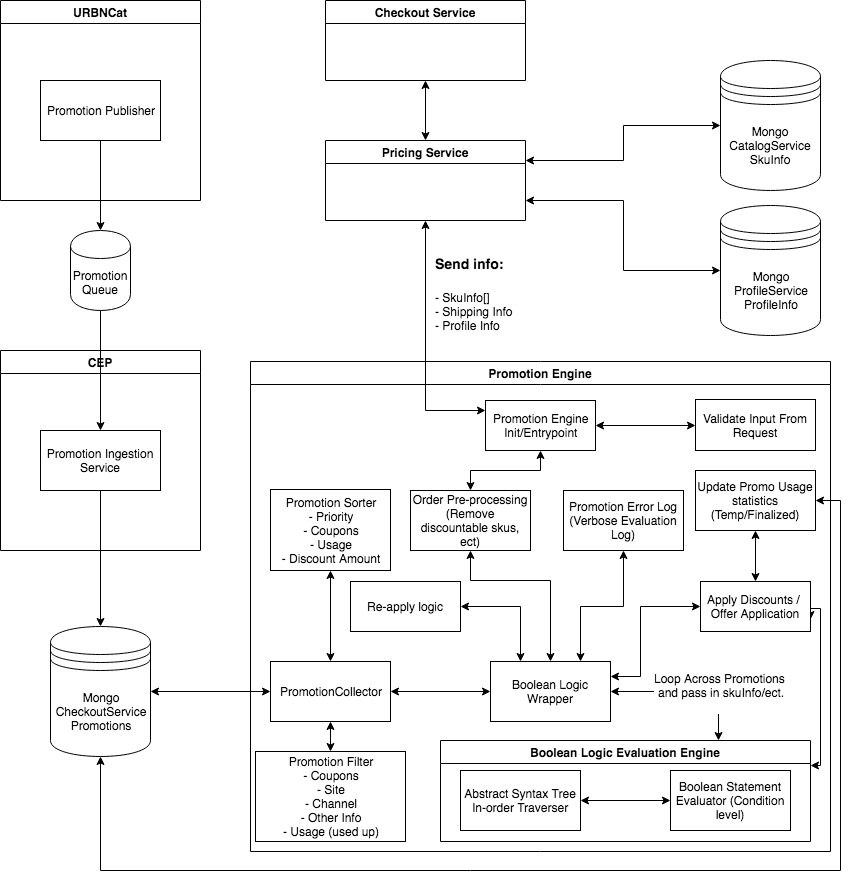 URBNCat
Promotion Publisher
Promotion
Queue
CEP
Promotion Ingestion
Service
Mongo
CheckoutService
Promotions
Checkout Service
Pricing Service
Mongo
CatalogService
SkuInfo
Mongo
ProfileService
ProfileInfo
Send info:
- SkuInfo[]
- Shipping Info
- Profile Info
Promotion Engine
Promotion Engine
Init/Entrypoint
Validate Input From
Request
Promotion Sorter
- Priority
- Coupons
- Usage
- Discount Amount
Order Pre-processing
(Remove
discountable skus,
ect)
Promotion Error Log
(Verbose Evaluation
Log)
Update Promo Usage
statistics
(Temp/Finalized)
Re-apply logic
Apply Discounts /
Offer Application
PromotionCollector
Boolean Logic
Wrapper
Loop Across Promotions
and pass in skuInfo/ect.
Promotion Filter
- Coupons
- Site
- Channel
- Other Info
- Usage (used up)
Boolean Logic Evaluation Engine
Abstract Syntax Tree
In-order Traverser
Boolean Statement
Evaluator (Condition
level)